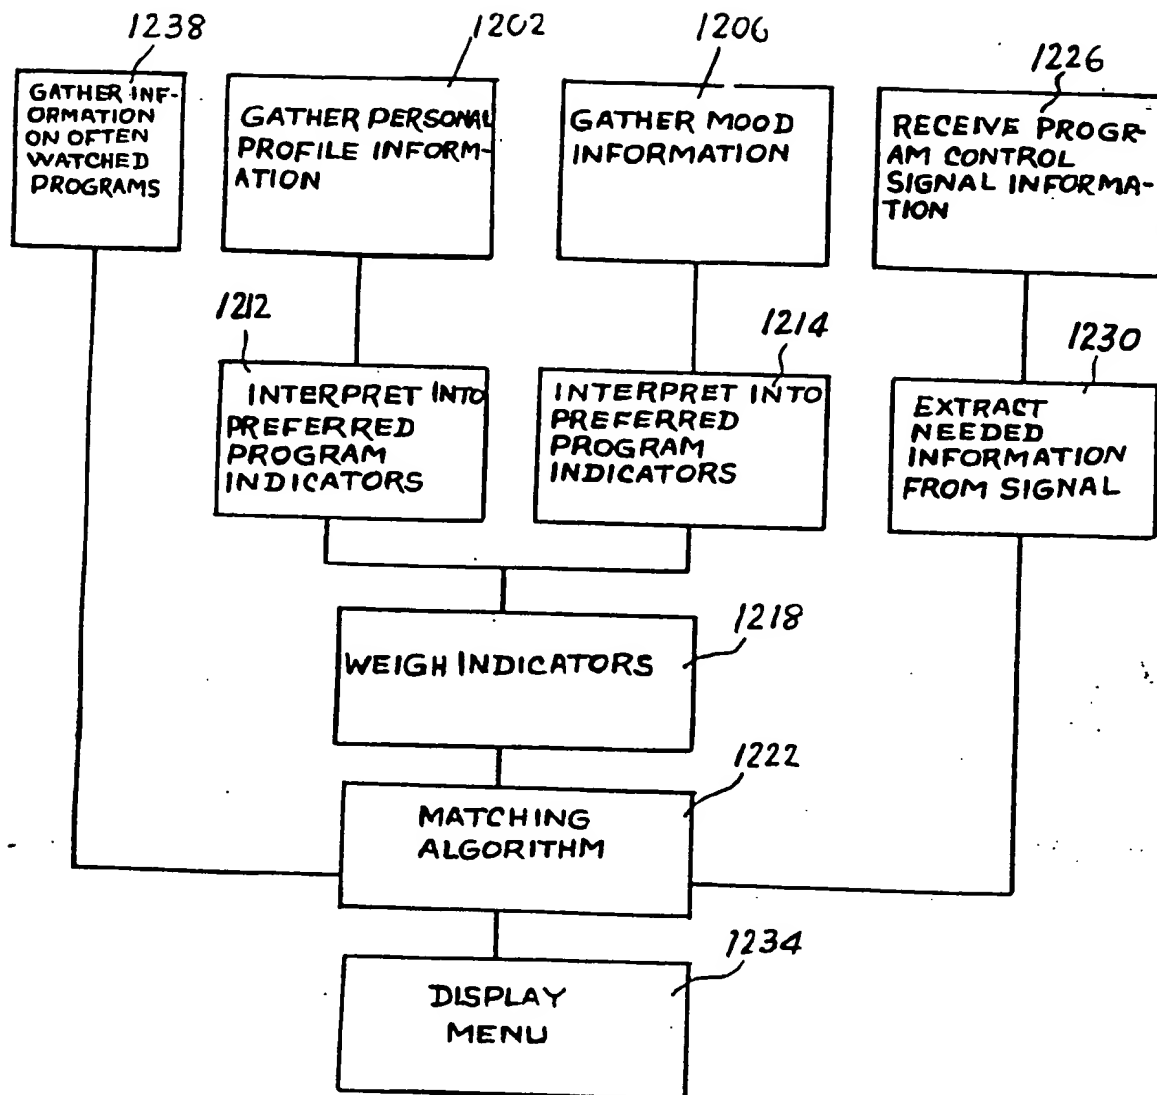 1238
GATHER INF-
ORMATION
ON OFTEN
WATCHED
PROGRAMS
1202
GATHER PERSONAL
PROFILE INFORM-
ATION
1206
GATHER MOOD
INFORMATION
1226
RECEIVE PROGR-
AM CONTROL
SIGNAL INFORMA-
TION
1212
INTERPRET INTO
PREFERRED
PROGRAM
INDICATORS
1214
INTERPRET INTO
PREFERRED
PROGRAM
INDICATORS
1230
EXTRACT
NEEDED
INFORMATION
FROM SIGNAL
1218
WEIGH INDICATORS
1222
MATCHING
ALGORITHM
1234
DISPLAY
MENU